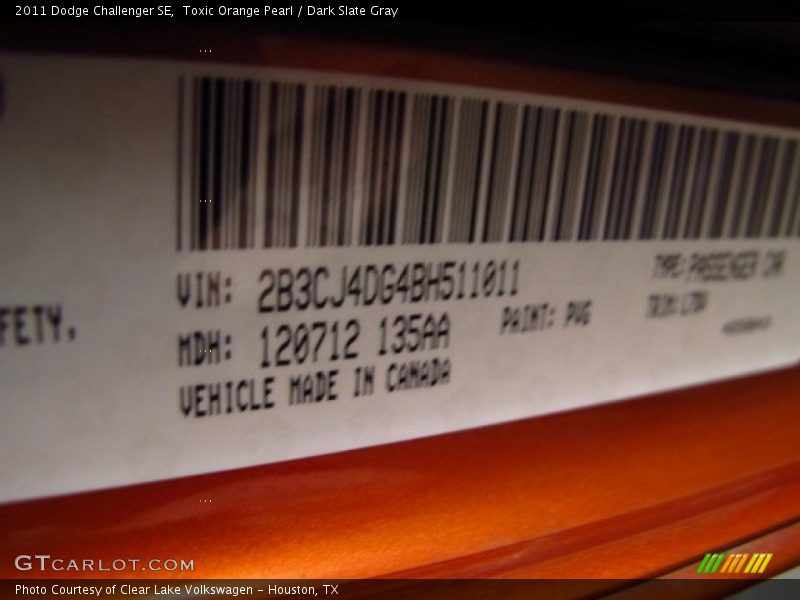 2011 Dodge Challenger SE,  Toxic Orange Pearl / Dark Slate Gray
VIN: 2B3CJ4DG4BH511011
TYPE: PASSENGER CAR
FETY.
MDH: 120712 135AA
PAINT: PVG
TRIM:
VEHICLE MADE IN CANADA
GTCARLOT.COM
Photo Courtesy of Clear Lake Volkswagen - Houston, TX